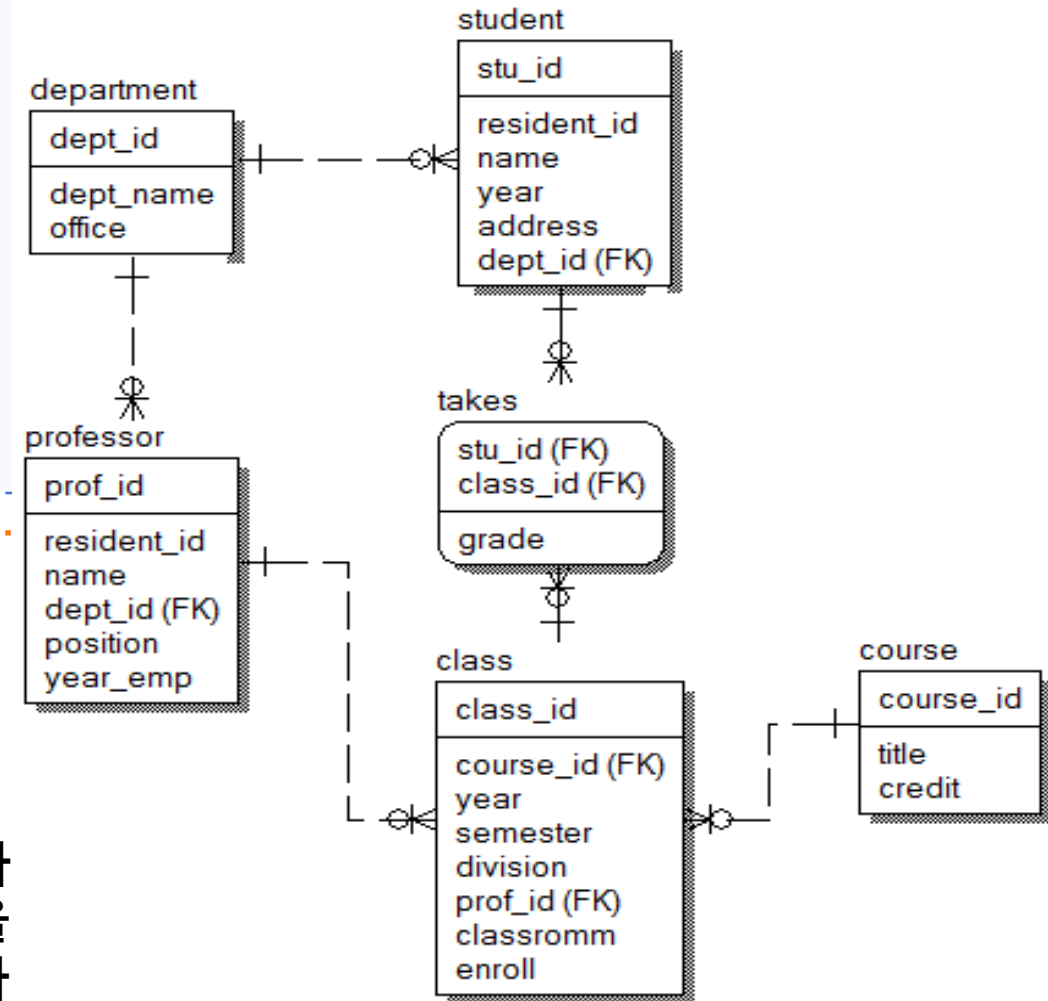 student
stu_id
resident_id
name
year
address
dept_id (FK)
department
dept_id
dept_name
office
takes
stu_id (FK)
class_id (FK)
grade
professor
prof_id
resident_id
name
dept_id (FK)
position
year_emp
class
class_id
course_id (FK)
year
semester
division
prof_id (FK)
classromm
enroll
course
course_id
title
credit